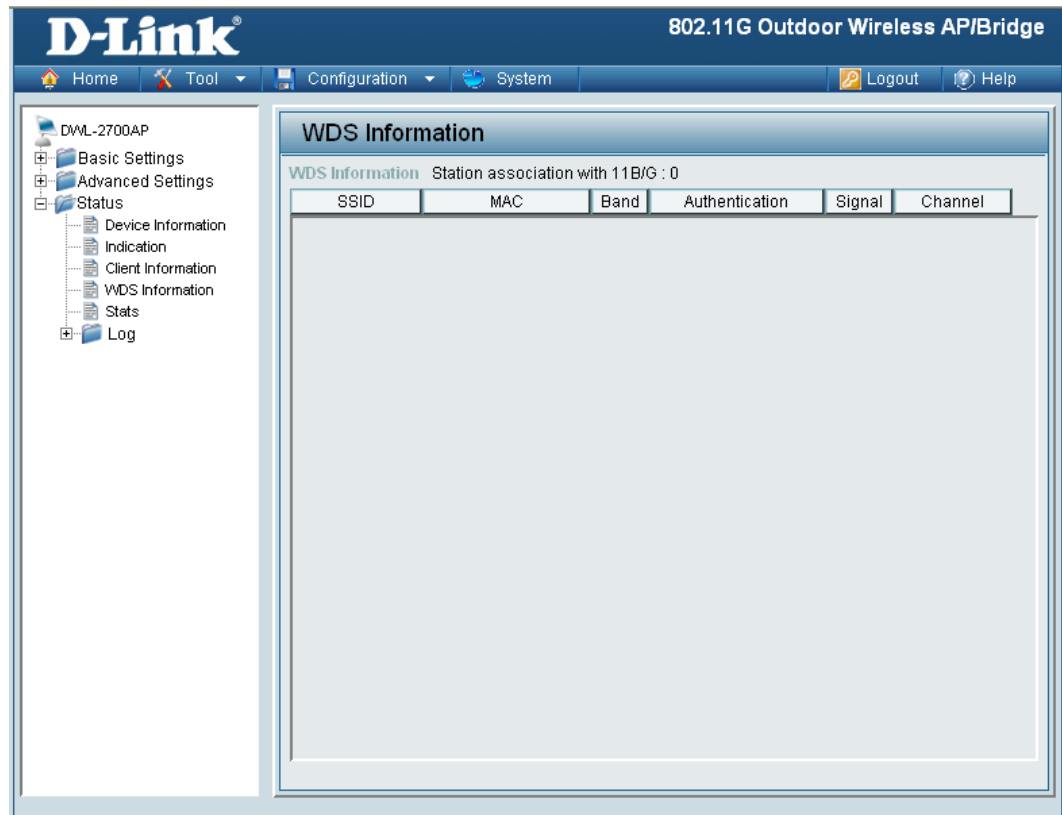 D-Link®
802.11G Outdoor Wireless AP/Bridge
Home Tool Configuration System Logout Help
DWL-2700AP
Basic Settings
Advanced Settings
Status
Device Information
Indication
Client Information
WDS Information
Stats
Log
WDS Information
WDS Information Station association with 11B/G : 0
SSID MAC Band Authentication Signal Channel